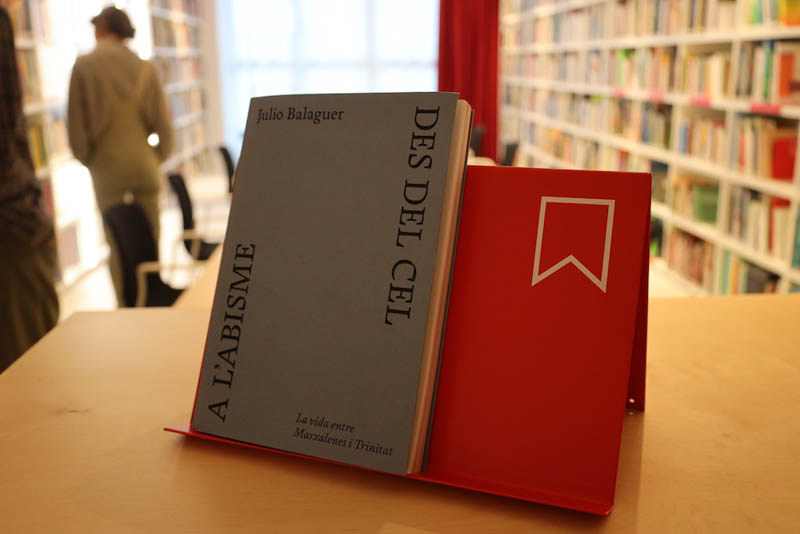 Julio Balaguer
DES DEL CEL
A L'ABISME
La vida entre
Marxalenes i Trinitat